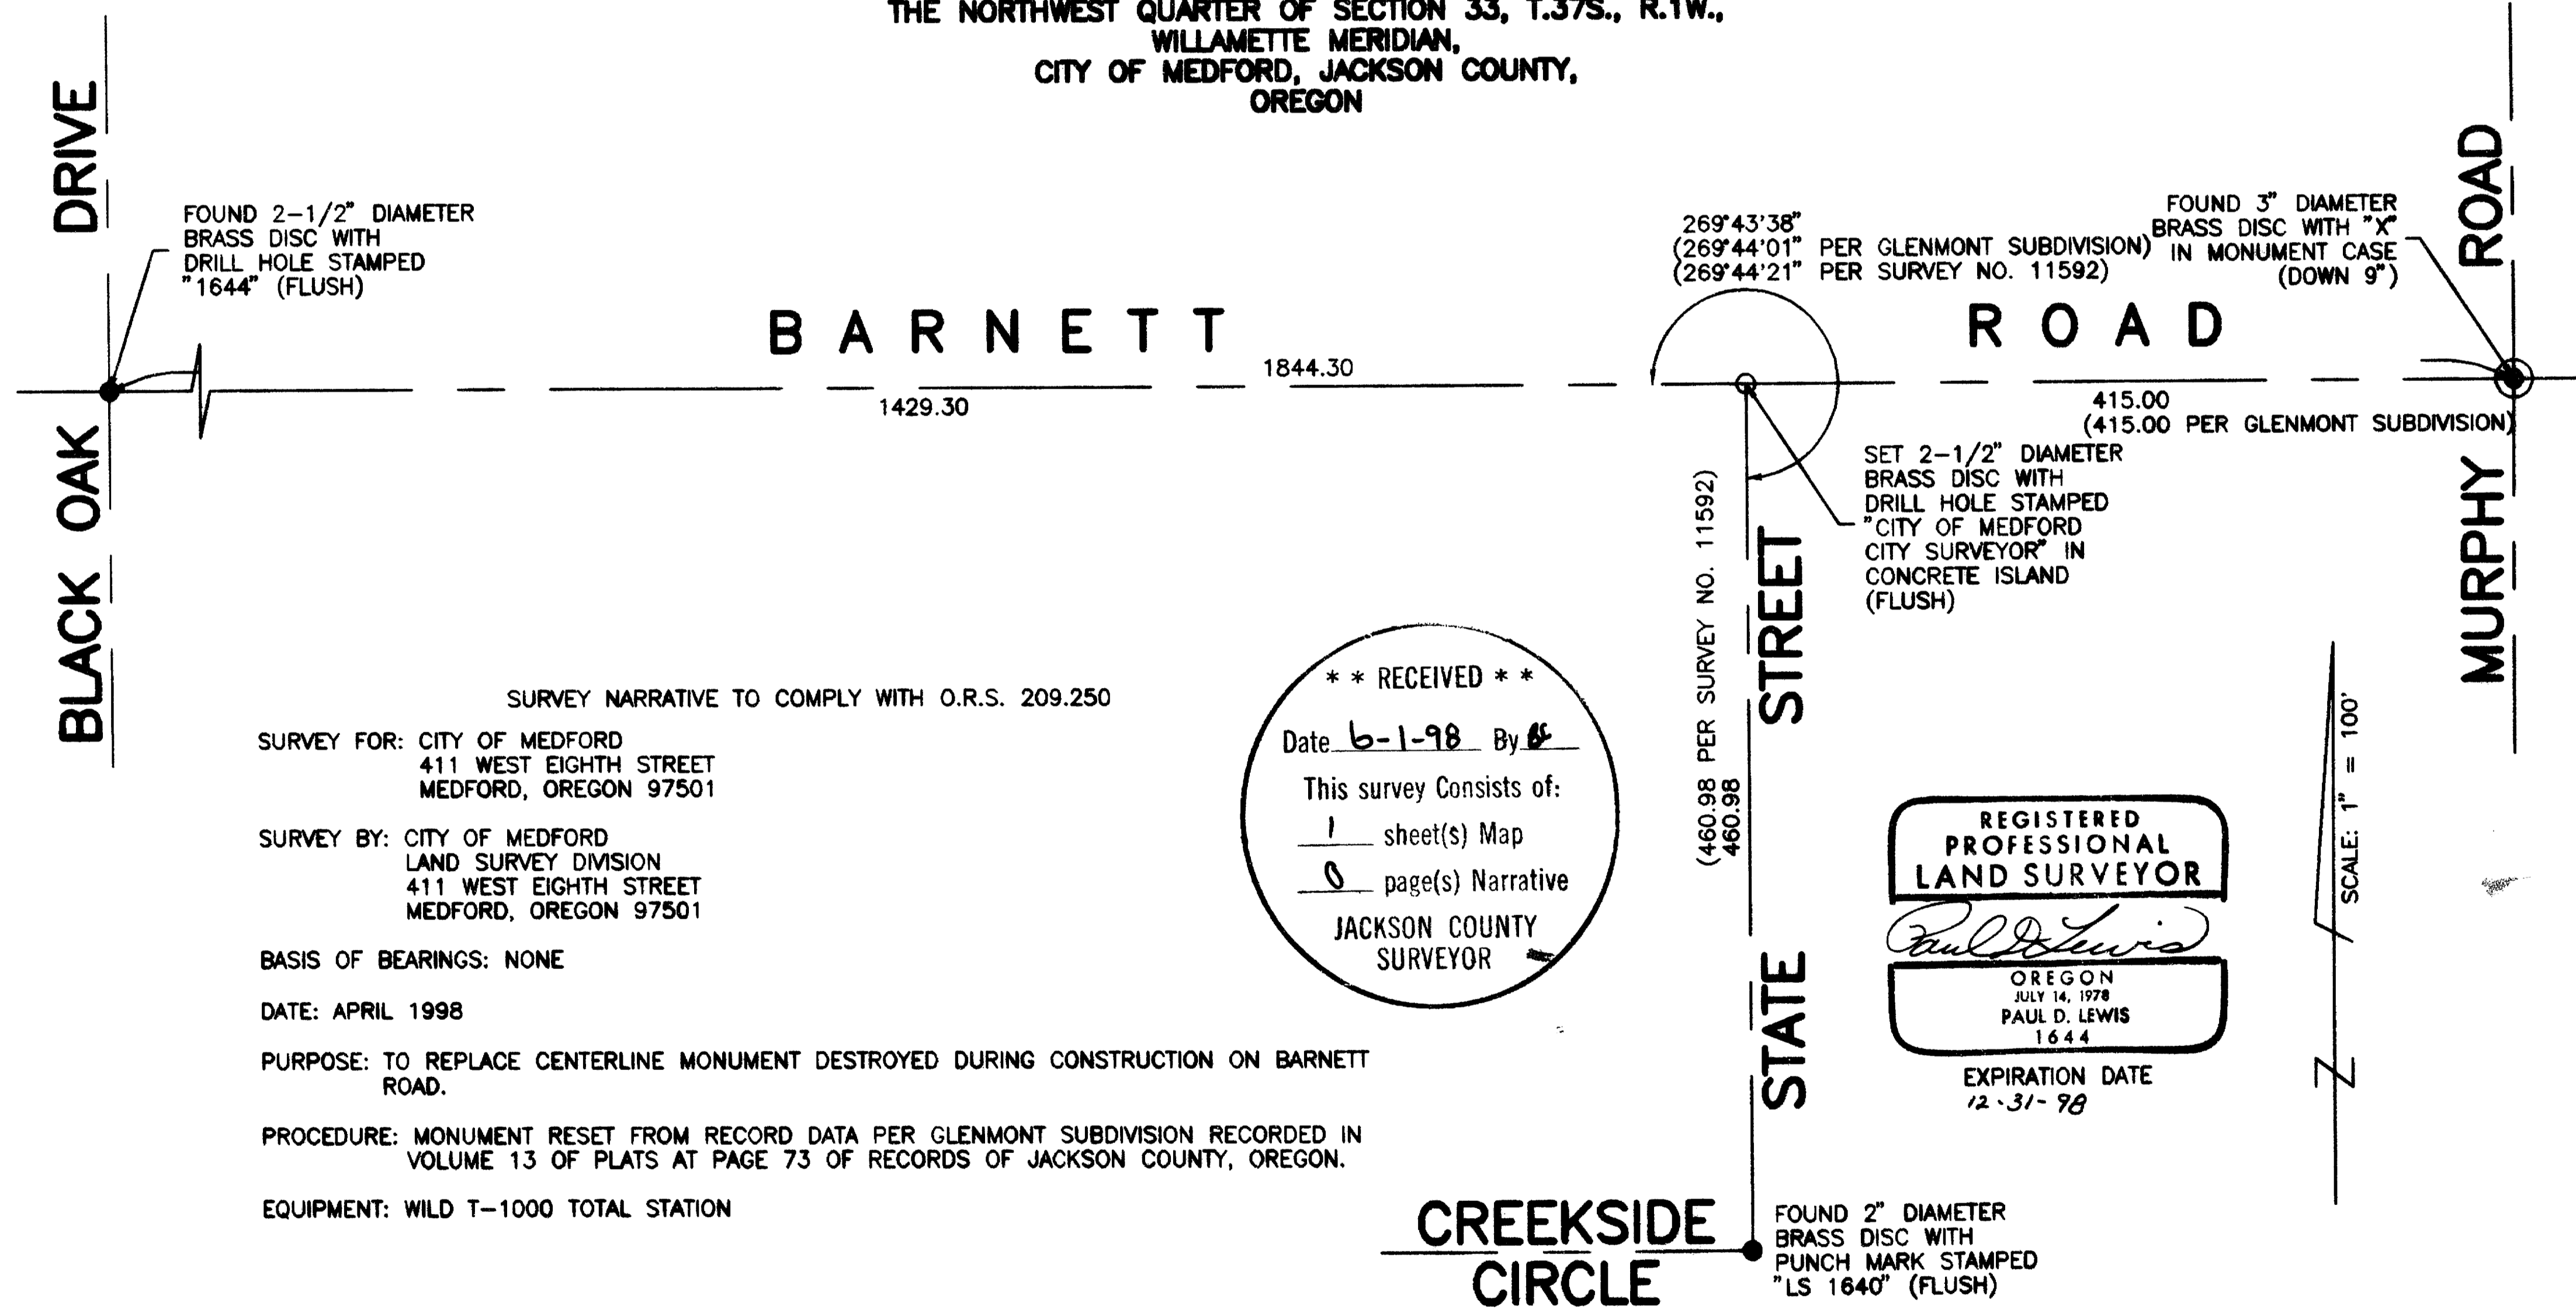 THE NORTHWEST QUARTER OF SECTION 33, T.37S., R.1W.,
WILLAMETTE MERIDIAN,
CITY OF MEDFORD, JACKSON COUNTY,
OREGON
BLACK OAK DRIVE
FOUND 2-1/2" DIAMETER
BRASS DISC WITH
DRILL HOLE STAMPED
"1644" (FLUSH)
BARNETT
ROAD
1844.30
1429.30
269°43'38"
(269°44'01" PER GLENMONT SUBDIVISION)
(269°44'21" PER SURVEY NO. 11592)
FOUND 3" DIAMETER
BRASS DISC WITH "X"
IN MONUMENT CASE
(DOWN 9")
415.00
(415.00 PER GLENMONT SUBDIVISION)
MURPHY ROAD
SET 2-1/2" DIAMETER
BRASS DISC WITH
DRILL HOLE STAMPED
"CITY OF MEDFORD
CITY SURVEYOR" IN
CONCRETE ISLAND
(FLUSH)
(460.98 PER SURVEY NO. 11592)
460.98
STATE STREET
SURVEY NARRATIVE TO COMPLY WITH O.R.S. 209.250
SURVEY FOR: CITY OF MEDFORD
411 WEST EIGHTH STREET
MEDFORD, OREGON 97501
SURVEY BY: CITY OF MEDFORD
LAND SURVEY DIVISION
411 WEST EIGHTH STREET
MEDFORD, OREGON 97501
BASIS OF BEARINGS: NONE
DATE: APRIL 1998
PURPOSE: TO REPLACE CENTERLINE MONUMENT DESTROYED DURING CONSTRUCTION ON BARNETT
ROAD.
PROCEDURE: MONUMENT RESET FROM RECORD DATA PER GLENMONT SUBDIVISION RECORDED IN
VOLUME 13 OF PLATS AT PAGE 73 OF RECORDS OF JACKSON COUNTY, OREGON.
EQUIPMENT: WILD T-1000 TOTAL STATION
* * RECEIVED * *
Date 6-1-98 By
This survey Consists of:
1 sheet(s) Map
0 page(s) Narrative
JACKSON COUNTY
SURVEYOR
REGISTERED
PROFESSIONAL
LAND SURVEYOR
Paul D Lewis
OREGON
JULY 14, 1978
PAUL D. LEWIS
1644
EXPIRATION DATE
12-31-98
SCALE: 1" = 100'
N
CREEKSIDE
CIRCLE
FOUND 2" DIAMETER
BRASS DISC WITH
PUNCH MARK STAMPED
"LS 1640" (FLUSH)